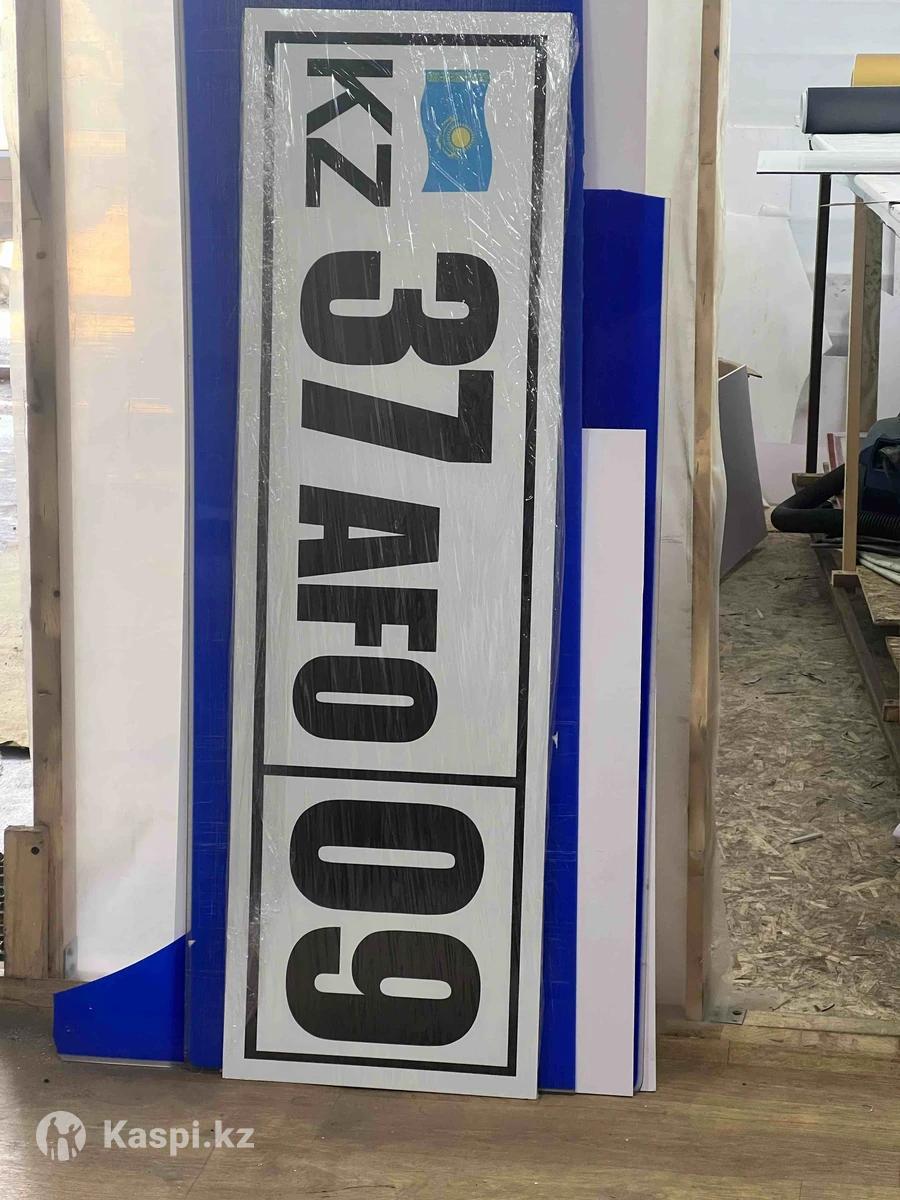 KZ 37 AFO 09
Kaspi.kz